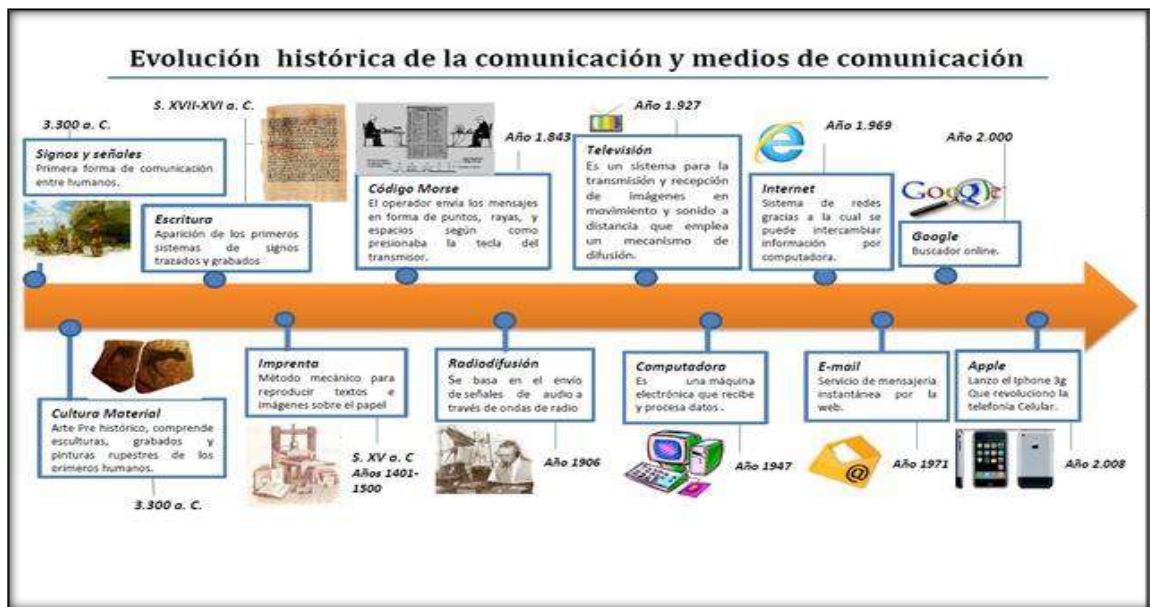 Evolución histórica de la comunicación y medios de comunicación
3.300 a. C.
Signos y señales
Primera forma de comunicación
entre humanos.
S. XVII-XVI a. C.
Escritura
Aparición de los primeros
sistemas de signos
trazados y grabados
Año 1.843
Código Morse
El operador envía los mensajes
en forma de puntos, rayas, y
espacios según como
presionaba la tecla del
transmisor.
Año 1.927
Televisión
Es un sistema para la
transmisión y recepción
de imágenes en
movimiento y sonido a
distancia que emplea
un mecanismo de
difusión.
Año 1.969
Internet
Sistema de redes
gracias a la cual se
puede intercambiar
información por
computadora.
Año 2.000
Google
Google
Buscador online.
Cultura Material
Arte Pre histórico, comprende
esculturas, grabados y
pinturas rupestres de los
primeros humanos.
3.300 a. C.
Imprenta
Método mecánico para
reproducir textos e
imágenes sobre el papel
S. XV a. C
Años 1401-
1500
Radiodifusión
Se basa en el envío
de señales de audio a
través de ondas de radio
Año 1906
Computadora
Es una máquina
electrónica que recibe
y procesa datos .
Año 1947
E-mail
Servicio de mensajería
instantánea por la
web.
@
Año 1971
Apple
Lanzo el Iphone 3g
Que revoluciono la
telefonía Celular.
Año 2.008